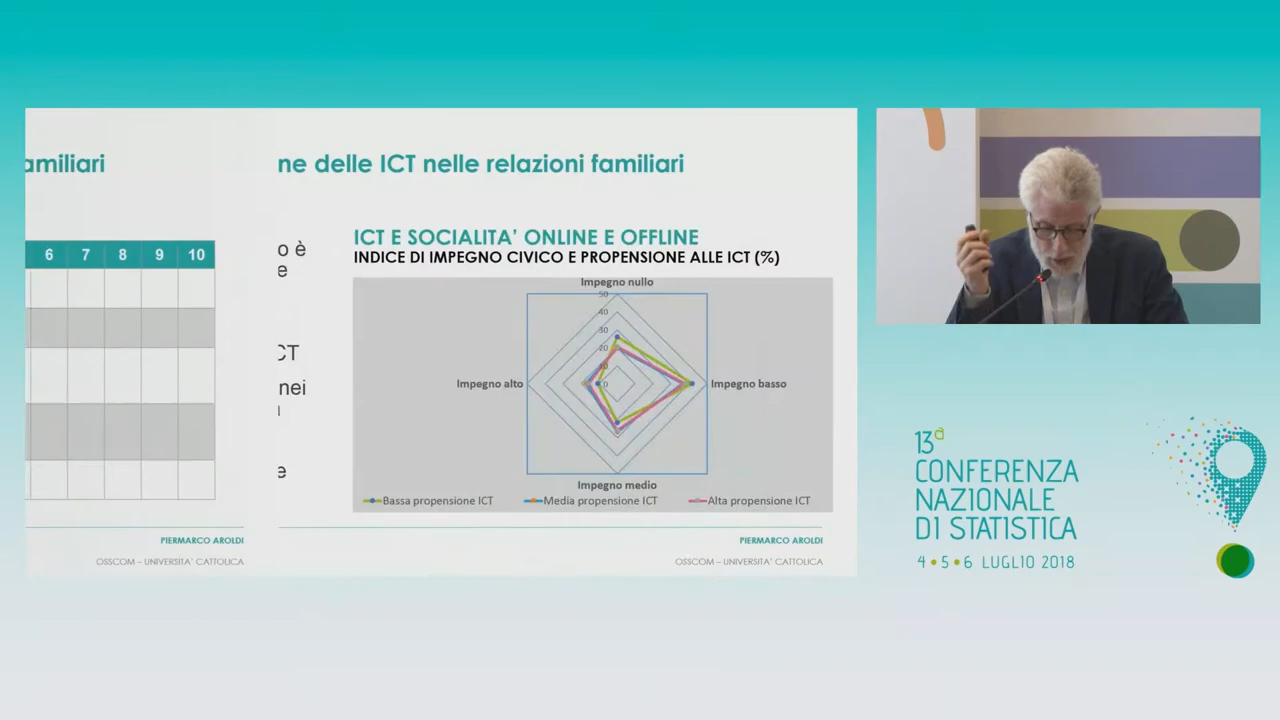 amiliari
6 7 8 9 10
PIERMARCO AROLDI
OSSCOM – UNIVERSITA' CATTOLICA
ne delle ICT nelle relazioni familiari
o è
e
CT
nei
e
ICT E SOCIALITA' ONLINE E OFFLINE
INDICE DI IMPEGNO CIVICO E PROPENSIONE ALLE ICT (%)
Impegno nullo
50
40
30
20
10
0
Impegno alto
Impegno basso
Impegno medio
Bassa propensione ICT Media propensione ICT Alta propensione ICT
PIERMARCO AROLDI
OSSCOM – UNIVERSITA' CATTOLICA
13ª
CONFERENZA
NAZIONALE
DI STATISTICA
4 • 5 • 6 LUGLIO 2018